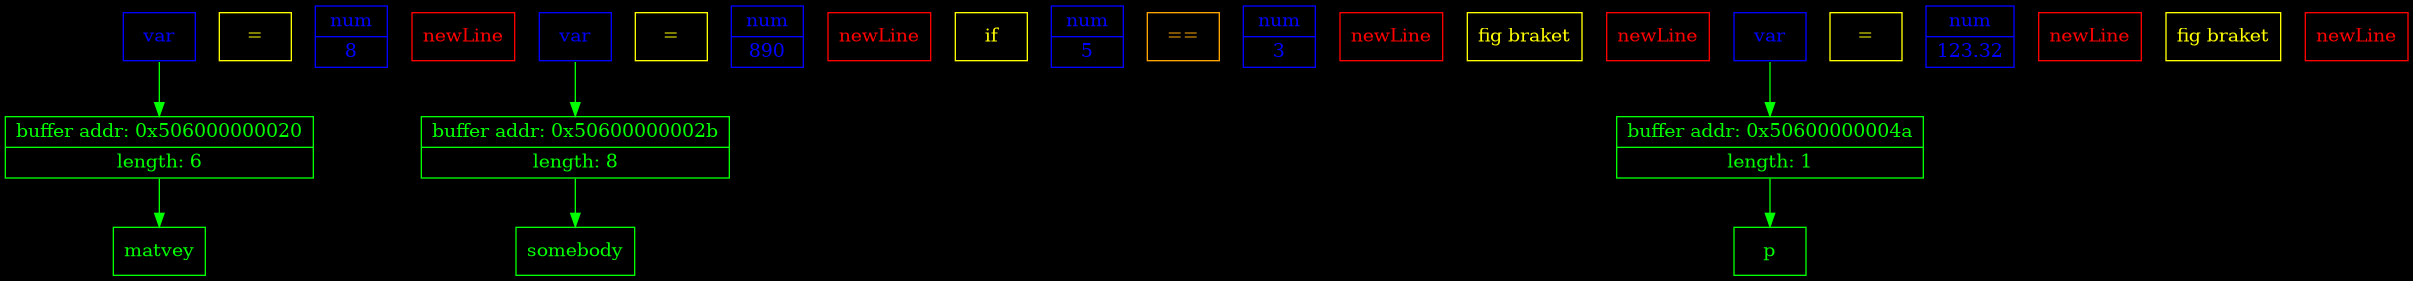 var
=
num
8
newLine
var
=
num
890
newLine
if
num
5
==
num
3
newLine
fig braket
newLine
var
=
num
123.32
newLine
fig braket
newLine
buffer addr: 0x506000000020
length: 6
buffer addr: 0x50600000002b
length: 8
buffer addr: 0x50600000004a
length: 1
matvey
somebody
p